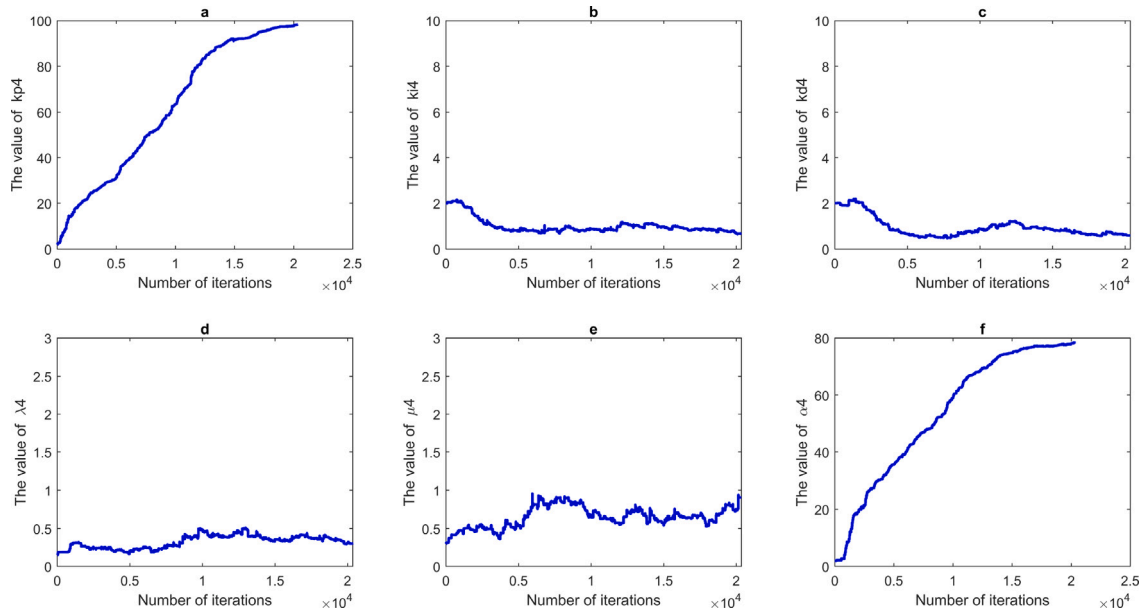 a
The value of kp4
100
80
60
40
20
0
0 0.5 1 1.5 2 2.5
Number of iterations
×10^4
b
The value of ki4
10
8
6
4
2
0
0 0.5 1 1.5 2
Number of iterations
×10^4
c
The value of kd4
10
8
6
4
2
0
0 0.5 1 1.5 2
Number of iterations
×10^4
d
The value of λ4
3
2.5
2
1.5
1
0.5
0
0 0.5 1 1.5 2
Number of iterations
×10^4
e
The value of μ4
3
2.5
2
1.5
1
0.5
0
0 0.5 1 1.5 2
Number of iterations
×10^4
f
The value of α4
80
60
40
20
0
0 0.5 1 1.5 2 2.5
Number of iterations
×10^4